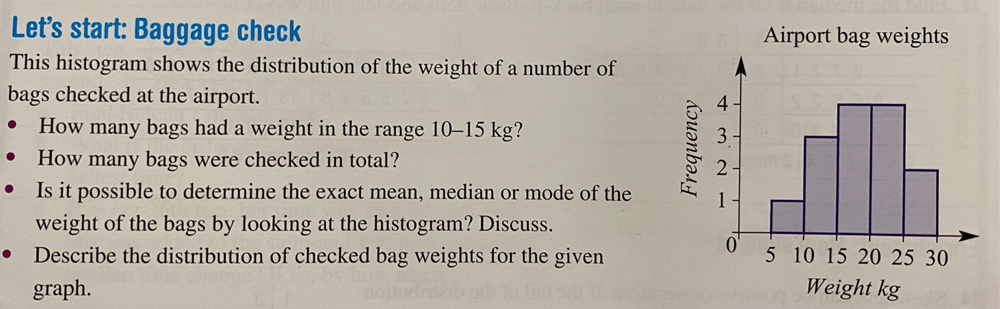 Let's start: Baggage check
This histogram shows the distribution of the weight of a number of
bags checked at the airport.
• How many bags had a weight in the range 10–15 kg?
• How many bags were checked in total?
• Is it possible to determine the exact mean, median or mode of the
weight of the bags by looking at the histogram? Discuss.
• Describe the distribution of checked bag weights for the given
graph.
Airport bag weights
Frequency
4
3
2
1
0
5 10 15 20 25 30
Weight kg